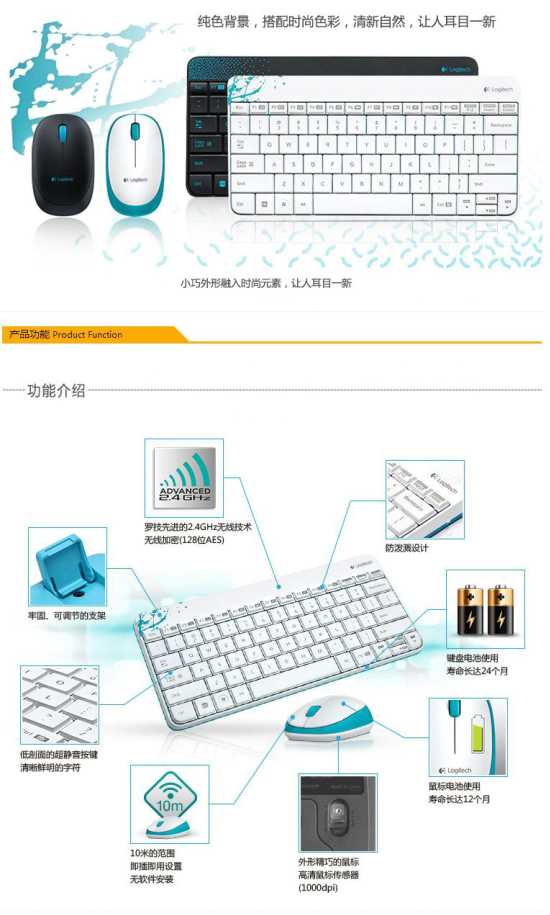 纯色背景，搭配时尚色彩，清新自然，让人耳目一新
Logitech
Logitech
Logitech
Logitech
小巧外形融入时尚元素，让人耳目一新
产品功能 Product Function
功能介绍
ADVANCED
2.4 GHz
罗技先进的2.4GHz无线技术
无线加密(128位AES)
Logitech
防泼溅设计
牢固、可调节的支架
Logitech
键盘电池使用
寿命长达24个月
低剖面的超静音按键
清晰鲜明的字符
10m
Logitech
鼠标电池使用
寿命长达12个月
10米的范围
即插即用设置
无软件安装
外形精巧的鼠标
高清鼠标传感器
(1000dpi)